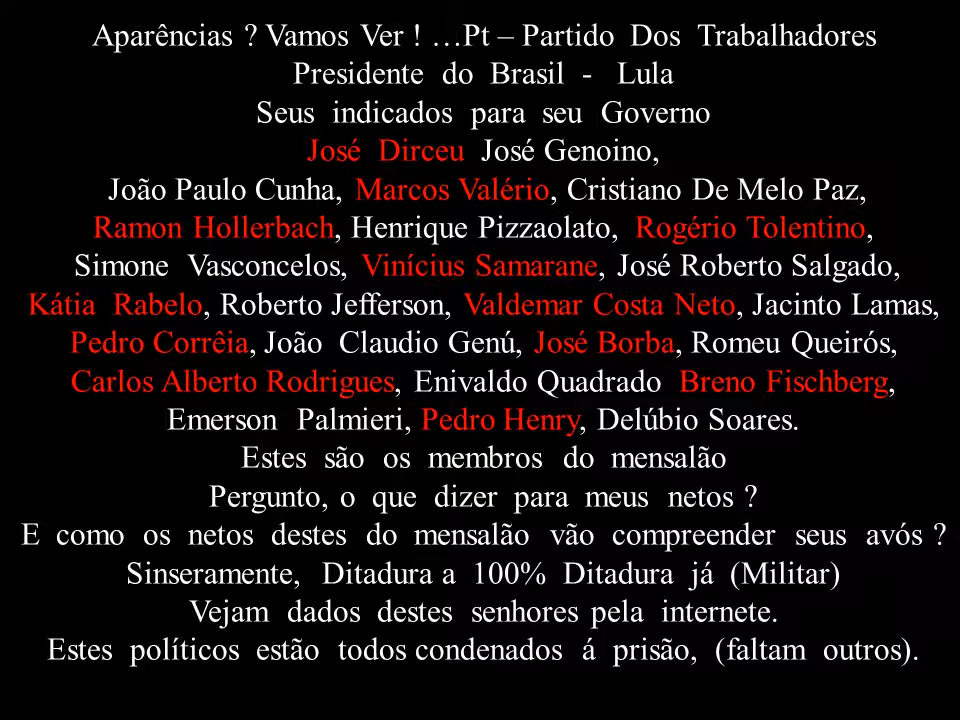 Aparências ? Vamos Ver ! …Pt – Partido Dos Trabalhadores
Presidente do Brasil - Lula
Seus indicados para seu Governo
José Dirceu José Genoino,
João Paulo Cunha, Marcos Valério, Cristiano De Melo Paz,
Ramon Hollerbach, Henrique Pizzaolato, Rogério Tolentino,
Simone Vasconcelos, Vinícius Samarane, José Roberto Salgado,
Kátia Rabelo, Roberto Jefferson, Valdemar Costa Neto, Jacinto Lamas,
Pedro Corrêia, João Claudio Genú, José Borba, Romeu Queirós,
Carlos Alberto Rodrigues, Enivaldo Quadrado Breno Fischberg,
Emerson Palmieri, Pedro Henry, Delúbio Soares.
Estes são os membros do mensalão
Pergunto, o que dizer para meus netos ?
E como os netos destes do mensalão vão compreender seus avós ?
Sinseramente, Ditadura a 100% Ditadura já (Militar)
Vejam dados destes senhores pela internete.
Estes políticos estão todos condenados á prisão, (faltam outros).